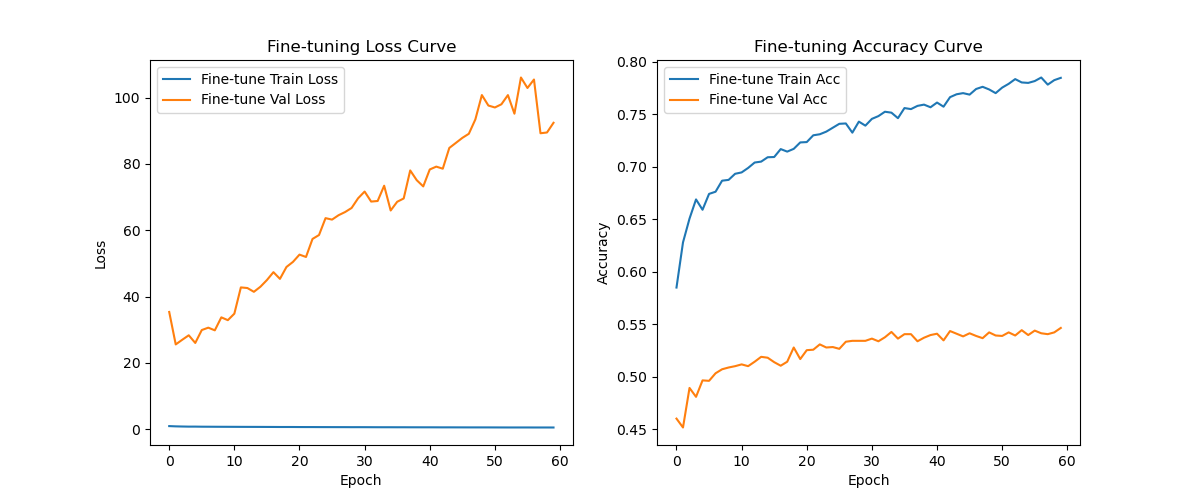 Fine-tuning Loss Curve
Fine-tune Train Loss
Fine-tune Val Loss
100
80
60
40
20
0
Loss
0 10 20 30 40 50 60
Epoch
Fine-tuning Accuracy Curve
Fine-tune Train Acc
Fine-tune Val Acc
0.80
0.75
0.70
0.65
0.60
0.55
0.50
0.45
Accuracy
0 10 20 30 40 50 60
Epoch